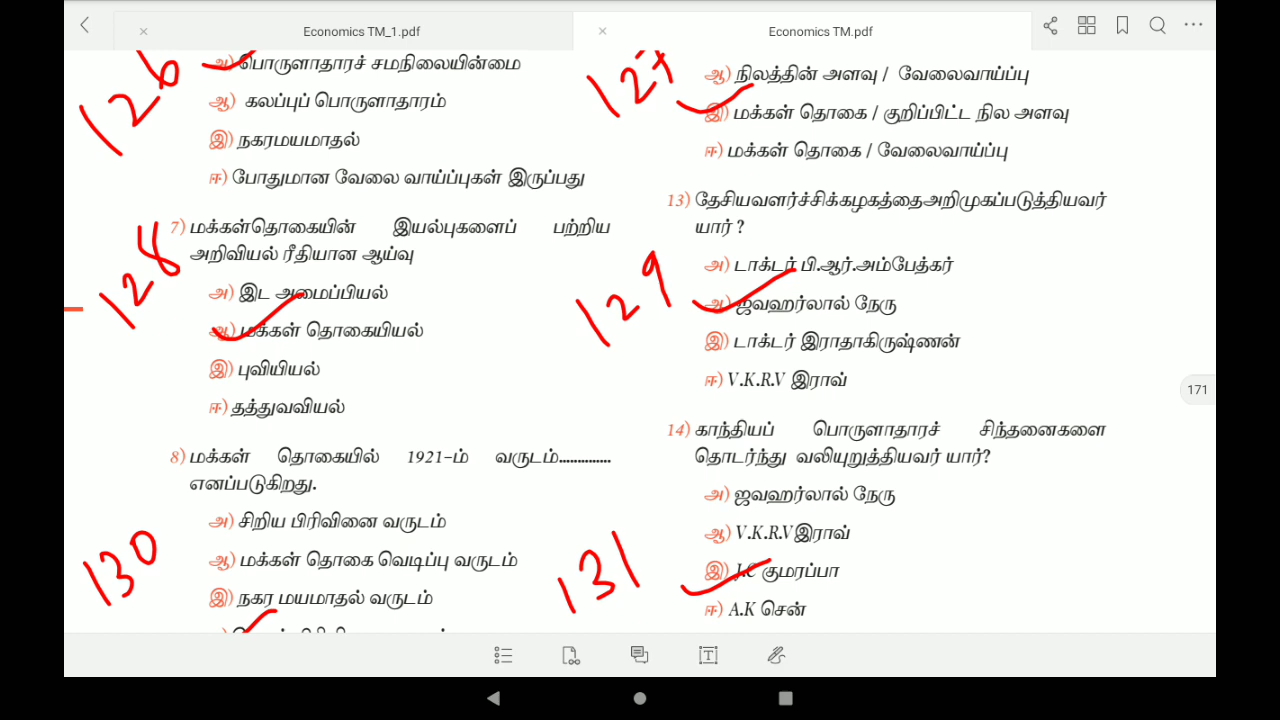 Economics TM_1.pdf
Economics TM.pdf
126
அ) பொருளாதாரச் சமநிலையின்மை
ஆ) கலப்புப் பொருளாதாரம்
இ) நகரமயமாதல்
ஈ) போதுமான வேலை வாய்ப்புகள் இருப்பது
128
7) மக்கள்தொகையின் இயல்புகளைப் பற்றிய
அறிவியல் ரீதியான ஆய்வு
அ) இட அமைப்பியல்
ஆ) மக்கள் தொகையியல்
இ) புவியியல்
ஈ) தத்துவவியல்
130
8) மக்கள் தொகையில் 1921-ம் வருடம்..............
எனப்படுகிறது.
அ) சிறிய பிரிவினை வருடம்
ஆ) மக்கள் தொகை வெடிப்பு வருடம்
இ) நகர மயமாதல் வருடம்
127
ஆ) நிலத்தின் அளவு / வேலைவாய்ப்பு
இ) மக்கள் தொகை / குறிப்பிட்ட நில அளவு
ஈ) மக்கள் தொகை / வேலைவாய்ப்பு
129
13) தேசியவளர்ச்சிக்கழகத்தைஅறிமுகப்படுத்தியவர்
யார் ?
அ) டாக்டர் பி.ஆர்.அம்பேத்கர்
ஆ) ஜவஹர்லால் நேரு
இ) டாக்டர் இராதாகிருஷ்ணன்
ஈ) V.K.R.V இராவ்
131
14) காந்தியப் பொருளாதாரச் சிந்தனைகளை
தொடர்ந்து வலியுறுத்தியவர் யார்?
அ) ஜவஹர்லால் நேரு
ஆ) V.K.R.Vஇராவ்
இ) J.C குமரப்பா
ஈ) A.K சென்
171